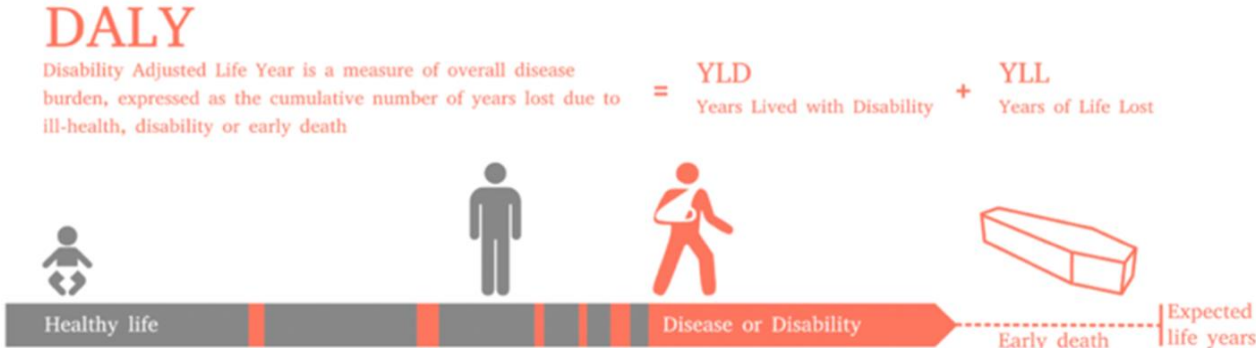 DALY
Disability Adjusted Life Year is a measure of overall disease
burden, expressed as the cumulative number of years lost due to
ill-health, disability or early death
=
YLD
Years Lived with Disability
+
YLL
Years of Life Lost
Healthy life
Disease or Disability
Early death
Expected
life years